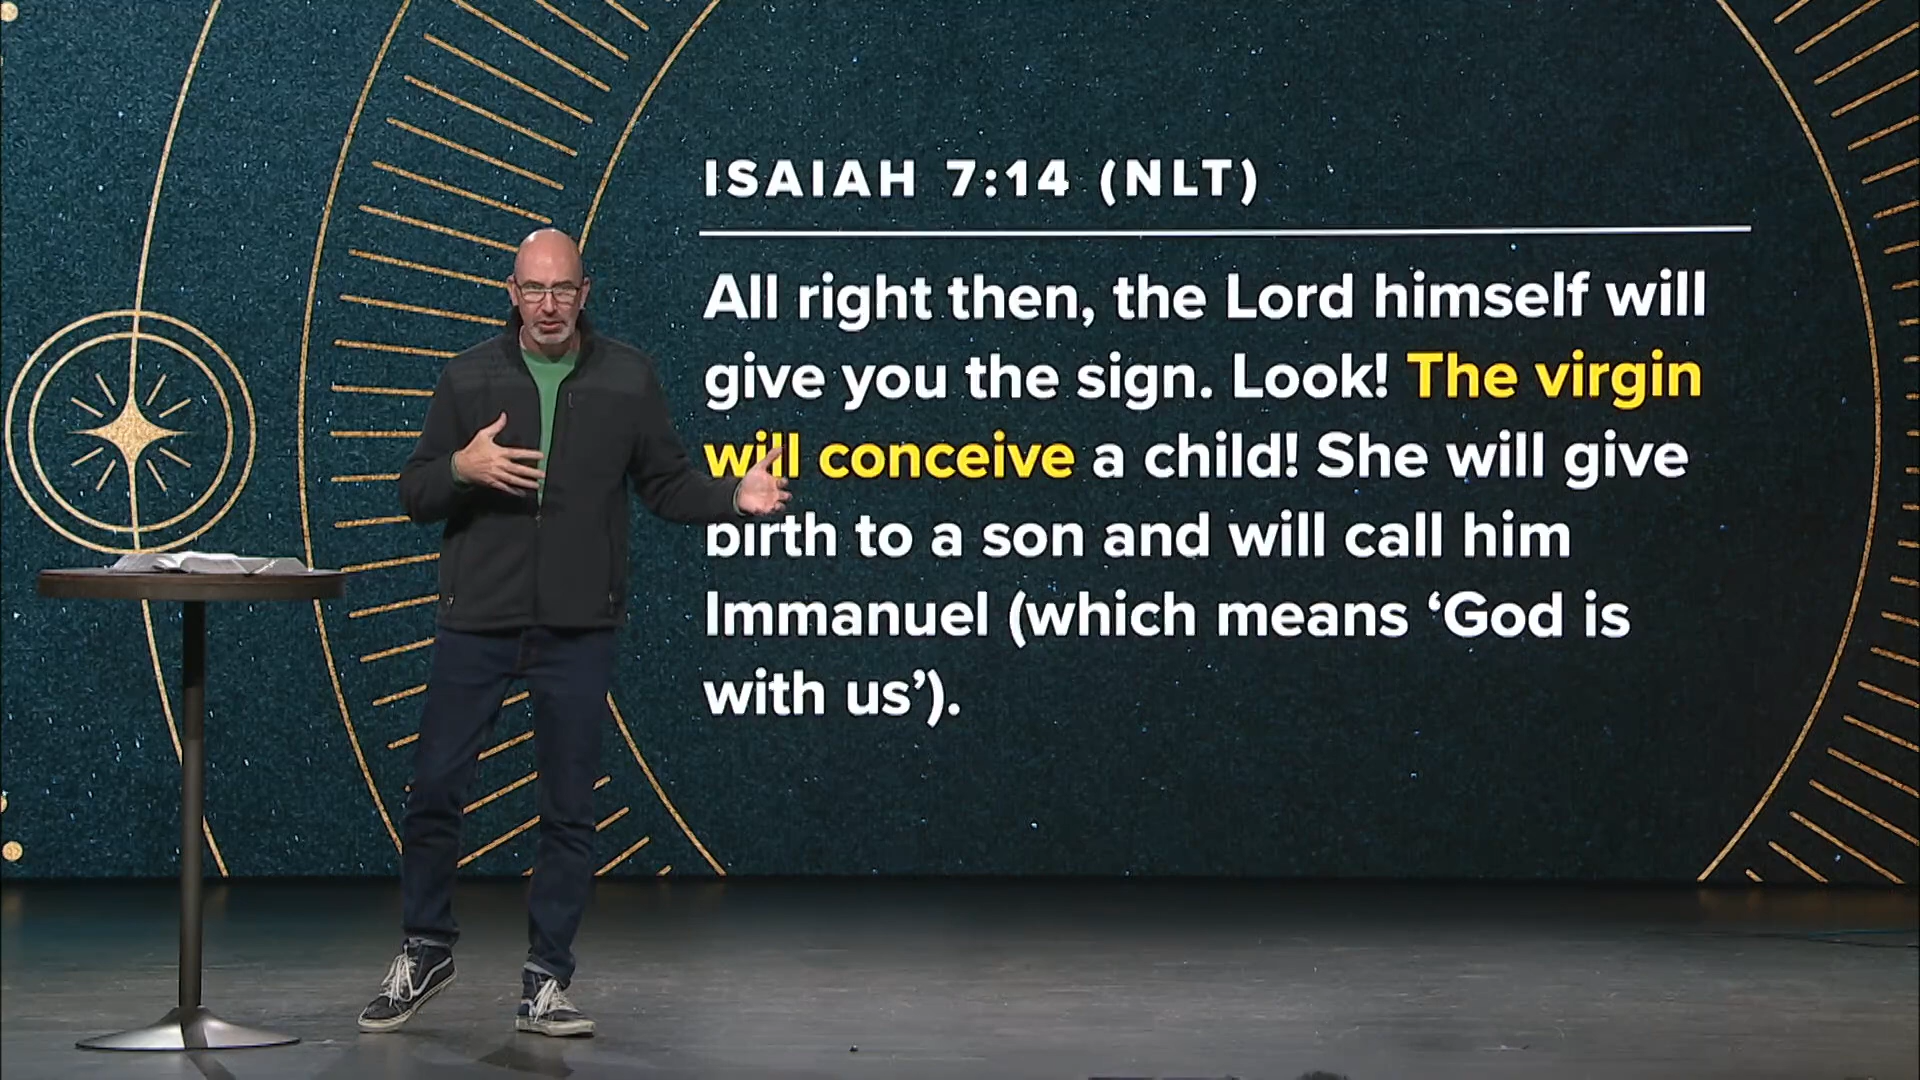 ISAIAH 7:14 (NLT)
All right then, the Lord himself will
give you the sign. Look! The virgin
will conceive a child! She will give
birth to a son and will call him
Immanuel (which means ‘God is
with us’).